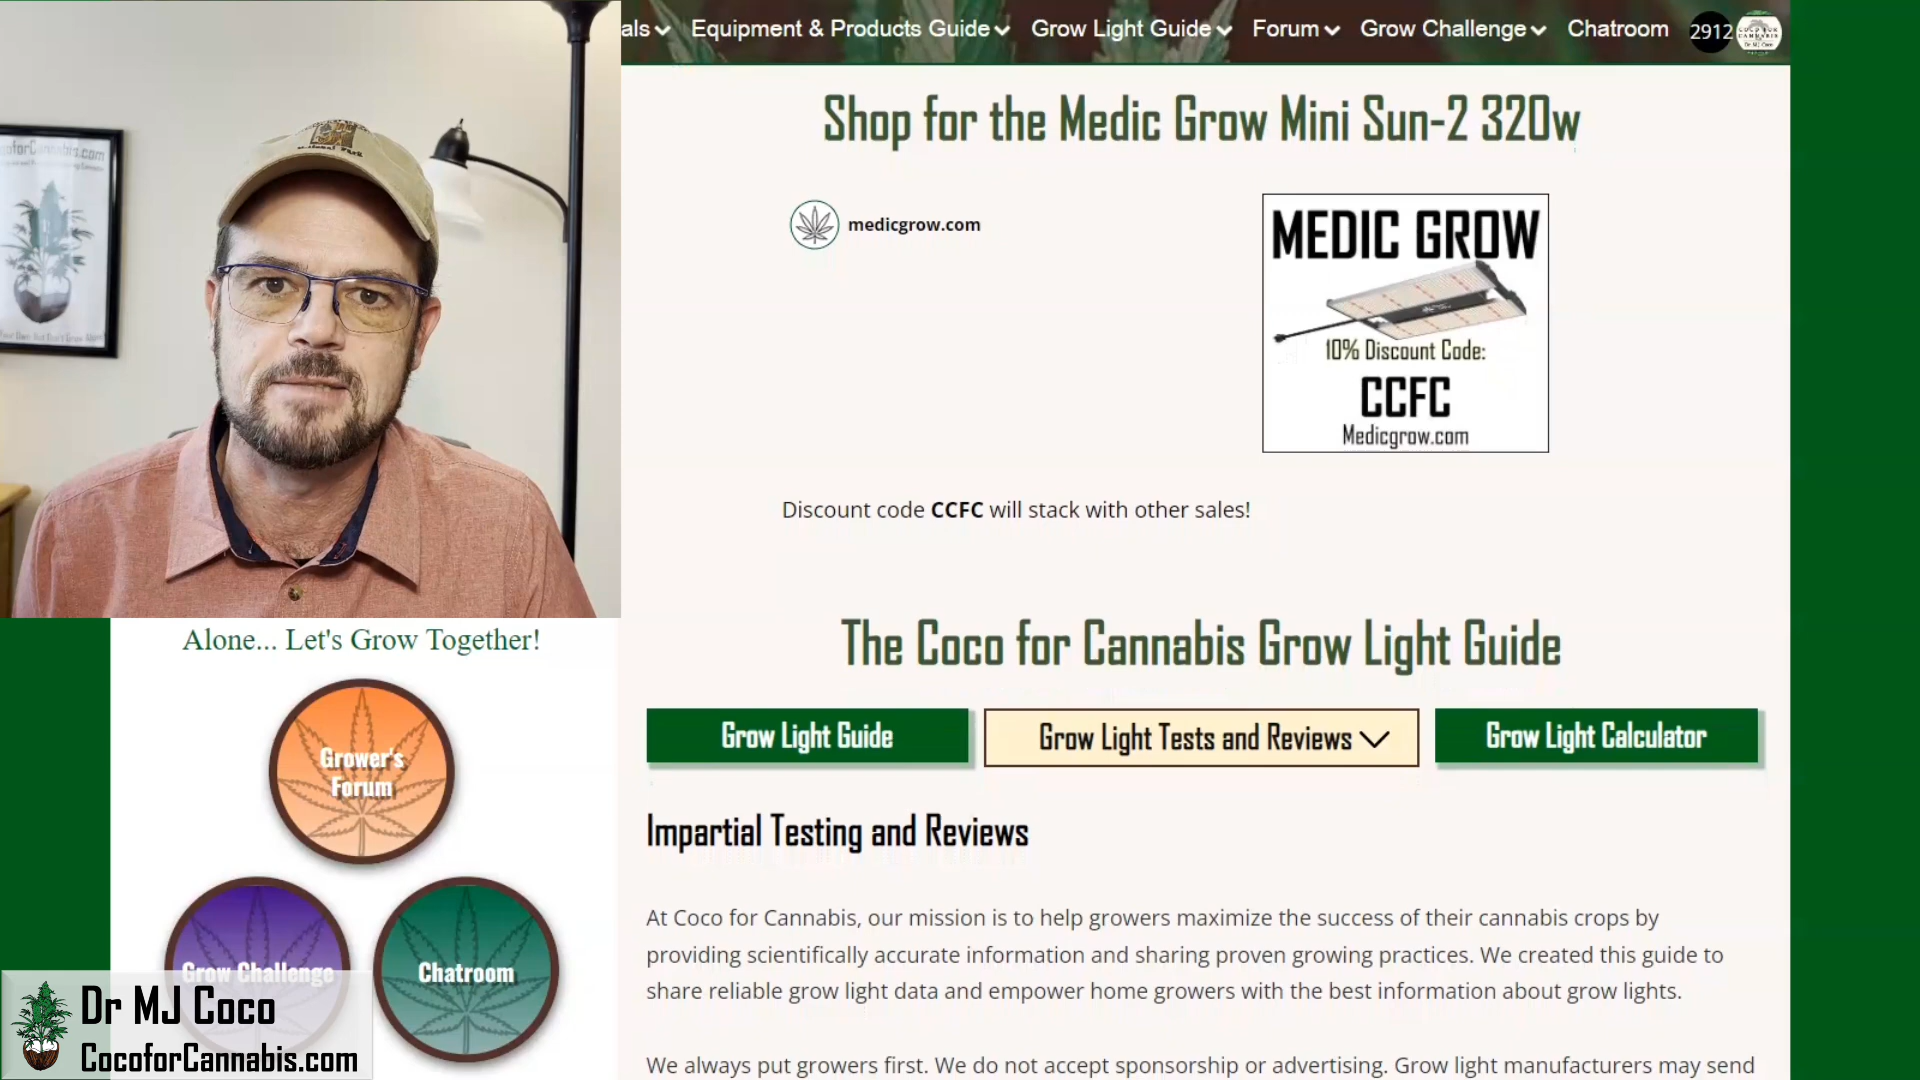 als
Equipment & Products Guide
Grow Light Guide
Forum
Grow Challenge
Chatroom
2912
Shop for the Medic Grow Mini Sun-2 320w
medicgrow.com
MEDIC GROW
10% Discount Code:
CCFC
Medicgrow.com
Discount code CCFC will stack with other sales!
Alone... Let's Grow Together!
Grower's
Forum
Grow Challenge
Chatroom
The Coco for Cannabis Grow Light Guide
Grow Light Guide
Grow Light Tests and Reviews
Grow Light Calculator
Impartial Testing and Reviews
At Coco for Cannabis, our mission is to help growers maximize the success of their cannabis crops by
providing scientifically accurate information and sharing proven growing practices. We created this guide to
share reliable grow light data and empower home growers with the best information about grow lights.
We always put growers first. We do not accept sponsorship or advertising. Grow light manufacturers may send
Dr MJ Coco
CocoforCannabis.com